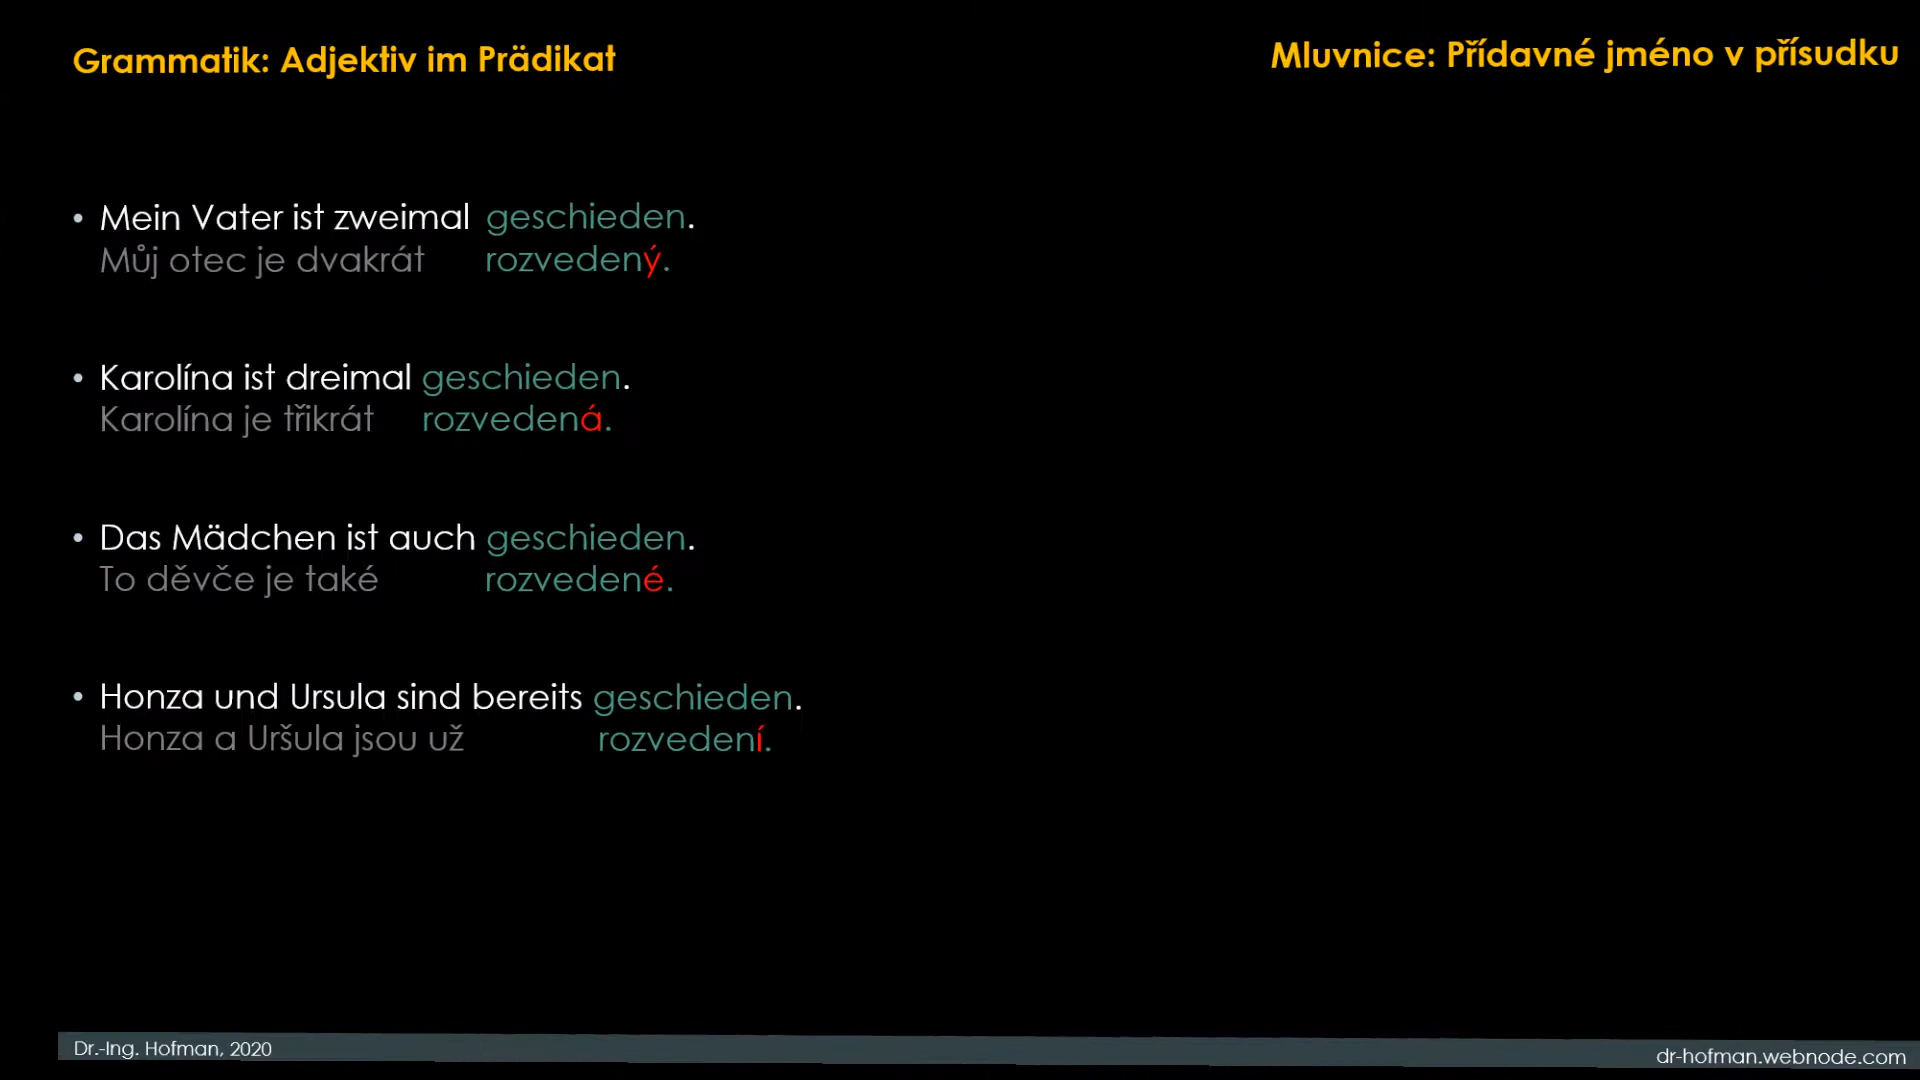 Grammatik: Adjektiv im Prädikat
Mluvnice: Přídavné jméno v přísudku
• Mein Vater ist zweimal geschieden.
Můj otec je dvakrát rozvedený.
• Karolína ist dreimal geschieden.
Karolína je třikrát rozvedená.
• Das Mädchen ist auch geschieden.
To děvče je také rozvedené.
• Honza und Ursula sind bereits geschieden.
Honza a Uršula jsou už rozvedení.
Dr.-Ing. Hofman, 2020
dr-hofman.webnode.com